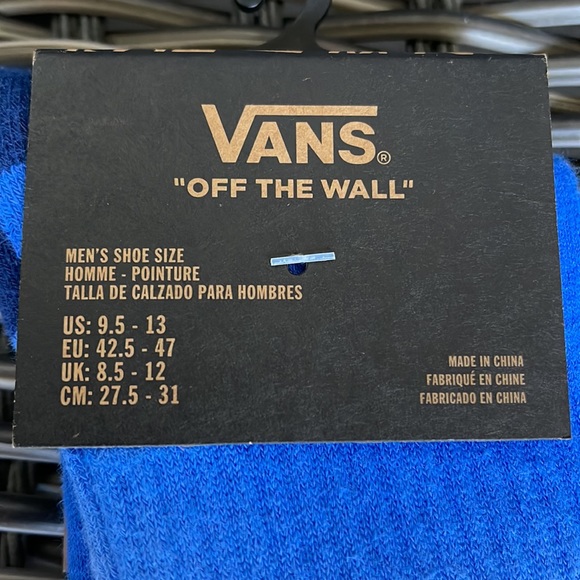 VANS®
"OFF THE WALL"
MEN'S SHOE SIZE
HOMME - POINTURE
TALLA DE CALZADO PARA HOMBRES
US: 9.5 - 13
EU: 42.5 - 47
UK: 8.5 - 12
CM: 27.5 - 31
MADE IN CHINA
FABRIQUÉ EN CHINE
FABRICADO EN CHINA